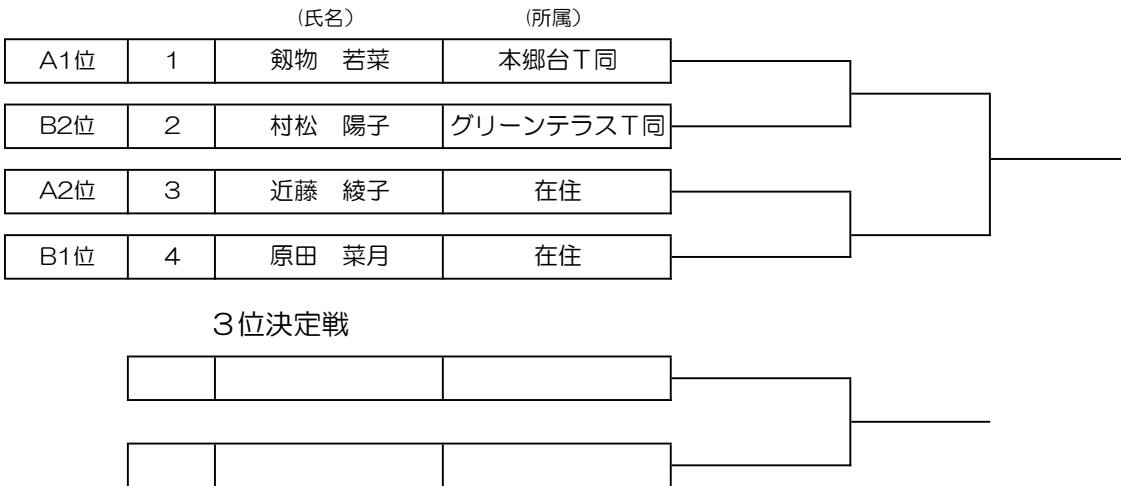 (氏名) (所属)
A1位 1 剱物 若菜 本郷台T同
B2位 2 村松 陽子 グリーンテラスT同
A2位 3 近藤 綾子 在住
B1位 4 原田 菜月 在住
３位決定戦